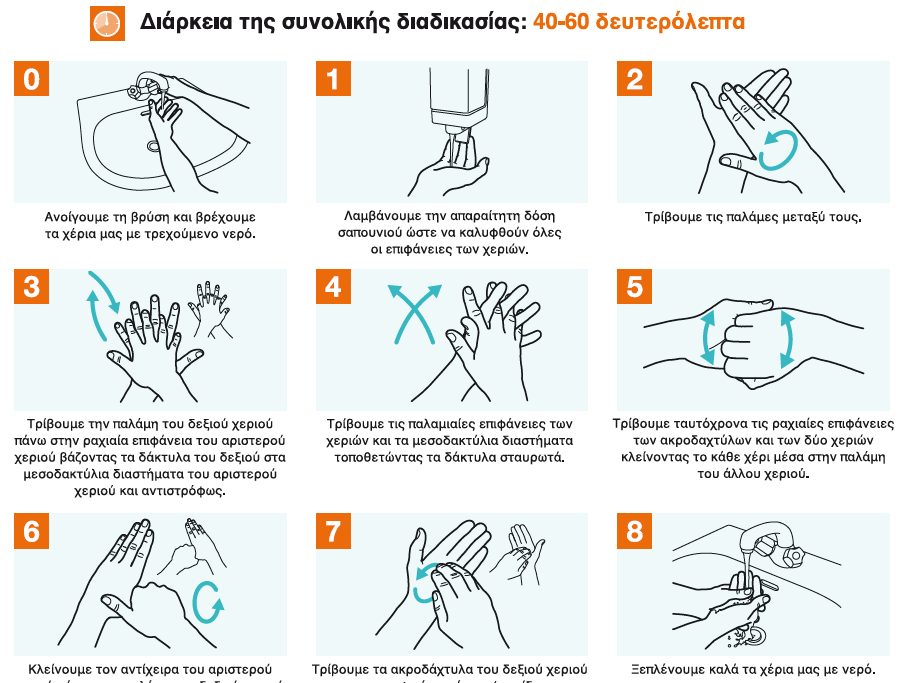 Διάρκεια της συνολικής διαδικασίας: 40-60 δευτερόλεπτα
0
Ανοίγουμε τη βρύση και βρέχουμε
τα χέρια μας με τρεχούμενο νερό.
1
Λαμβάνουμε την απαραίτητη δόση
σαπουνιού ώστε να καλυφθούν όλες
οι επιφάνειες των χεριών.
2
Τρίβουμε τις παλάμες μεταξύ τους.
3
Τρίβουμε την παλάμη του δεξιού χεριού
πάνω στην ραχιαία επιφάνεια του αριστερού
χεριού βάζοντας τα δάκτυλα του δεξιού στα
μεσοδακτύλια διαστήματα του αριστερού
χεριού και αντιστρόφως.
4
Τρίβουμε τις παλαμιαίες επιφάνειες των
χεριών και τα μεσοδακτύλια διαστήματα
τοποθετώντας τα δάκτυλα σταυρωτά.
5
Τρίβουμε ταυτόχρονα τις ραχιαίες επιφάνειες
των ακροδαχτύλων και των δύο χεριών
κλείνοντας το κάθε χέρι μέσα στην παλάμη
του άλλου χεριού.
6
Κλείνουμε τον αντίχειρα του αριστερού
7
Τρίβουμε τα ακροδάχτυλα του δεξιού χεριού
8
Ξεπλένουμε καλά τα χέρια μας με νερό.